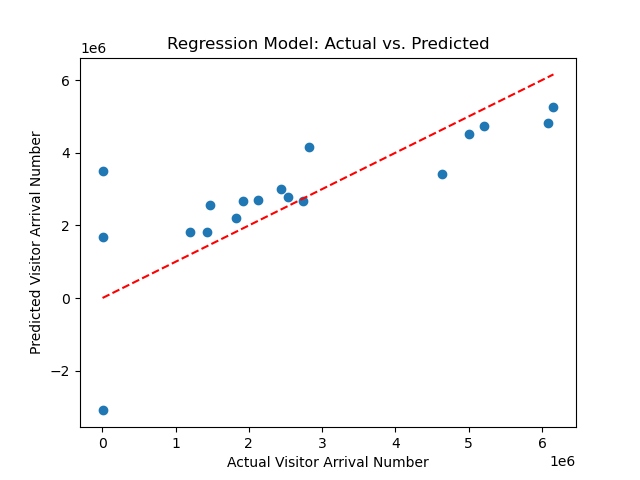 Regression Model: Actual vs. Predicted
1e6
6
4
2
0
−2
Predicted Visitor Arrival Number
0 1 2 3 4 5 6
1e6
Actual Visitor Arrival Number